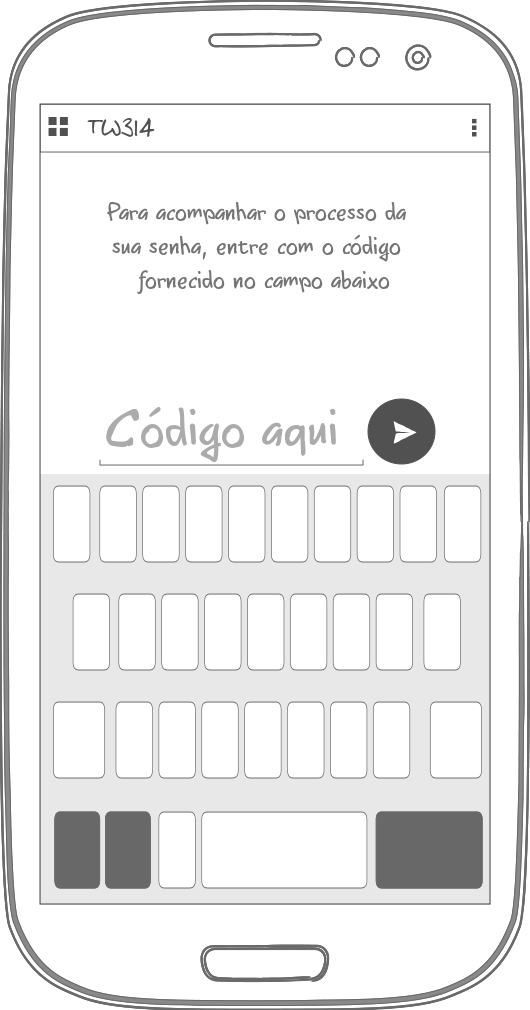 TW314
Para acompanhar o processo da
sua senha, entre com o código
fornecido no campo abaixo
Código aqui